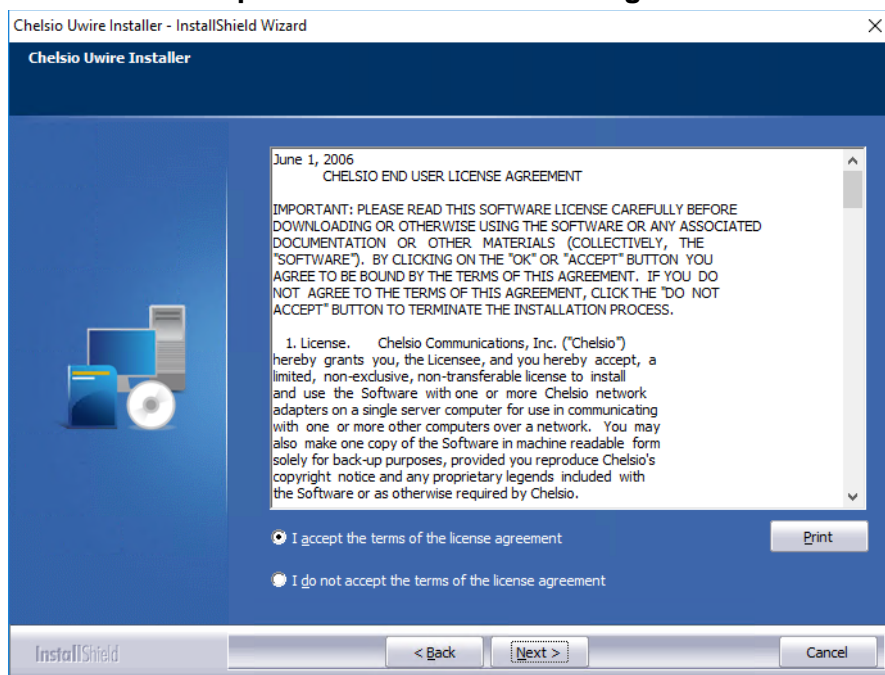 Chelsio Uwire Installer - InstallShield Wizard
Chelsio Uwire Installer
June 1, 2006
CHELSIO END USER LICENSE AGREEMENT
IMPORTANT: PLEASE READ THIS SOFTWARE LICENSE CAREFULLY BEFORE
DOWNLOADING OR OTHERWISE USING THE SOFTWARE OR ANY ASSOCIATED
DOCUMENTATION OR OTHER MATERIALS (COLLECTIVELY, THE
"SOFTWARE"). BY CLICKING ON THE "OK" OR "ACCEPT" BUTTON YOU
AGREE TO BE BOUND BY THE TERMS OF THIS AGREEMENT. IF YOU DO
NOT AGREE TO THE TERMS OF THIS AGREEMENT, CLICK THE "DO NOT
ACCEPT" BUTTON TO TERMINATE THE INSTALLATION PROCESS.
1. License. Chelsio Communications, Inc. ("Chelsio")
hereby grants you, the Licensee, and you hereby accept, a
limited, non-exclusive, non-transferable license to install
and use the Software with one or more Chelsio network
adapters on a single server computer for use in communicating
with one or more other computers over a network. You may
also make one copy of the Software in machine readable form
solely for back-up purposes, provided you reproduce Chelsio's
copyright notice and any proprietary legends included with
the Software or as otherwise required by Chelsio.
I accept the terms of the license agreement
Print
I do not accept the terms of the license agreement
InstallShield
< Back
Next >
Cancel